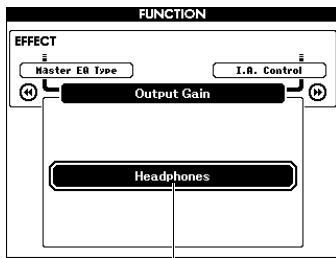 FUNCTION
EFFECT
Master EQ Type
I.A. Control
Output Gain
Headphones